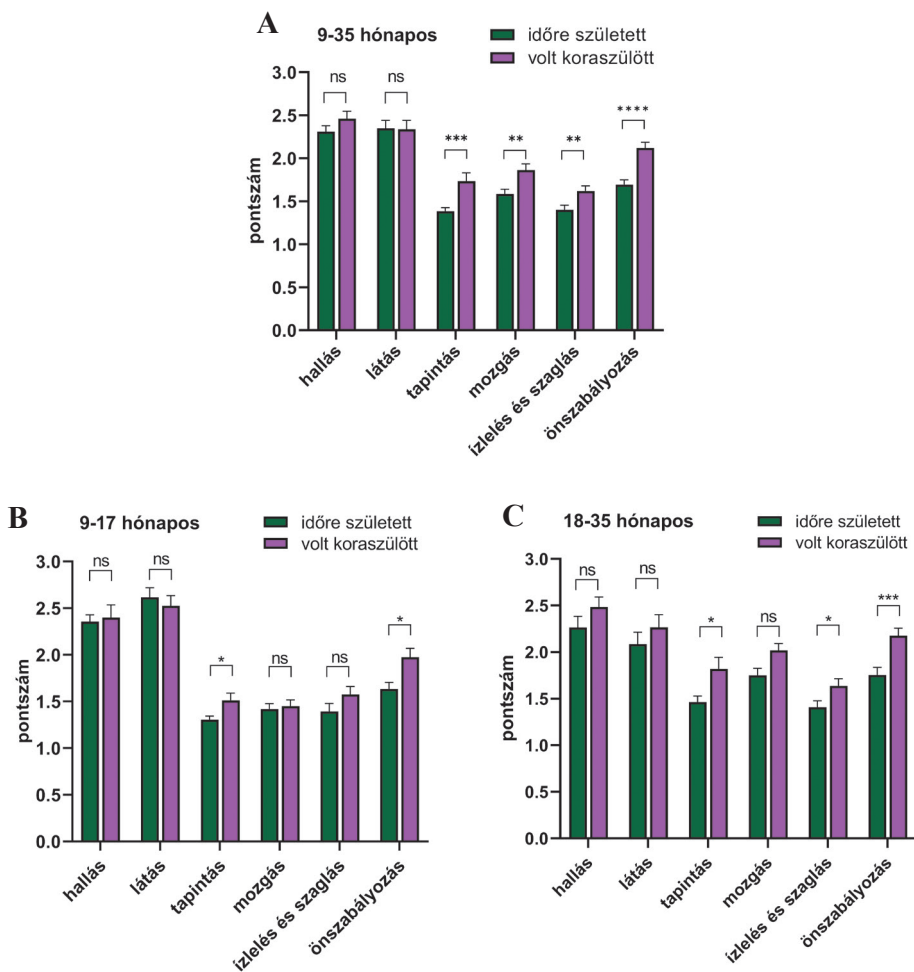 A
9-35 hónapos
időre született
volt koraszülött
pontszám
3.0
2.5
2.0
1.5
1.0
0.5
0.0
ns
ns
***
**
**
****
hallás
látás
tapintás
mozgás
ízlelés és szaglás
önszabályozás
B
9-17 hónapos
időre született
volt koraszülött
pontszám
3.0
2.5
2.0
1.5
1.0
0.5
0.0
ns
ns
*
ns
ns
*
hallás
látás
tapintás
mozgás
ízlelés és szaglás
önszabályozás
C
18-35 hónapos
időre született
volt koraszülött
pontszám
3.0
2.5
2.0
1.5
1.0
0.5
0.0
ns
ns
*
ns
*
***
hallás
látás
tapintás
mozgás
ízlelés és szaglás
önszabályozás